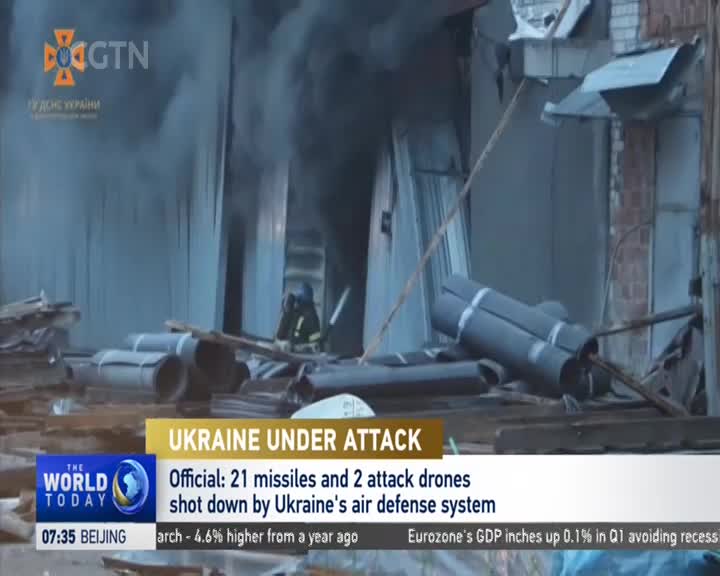 CGTN
ДСНС УКРАЇНИ
UKRAINE UNDER ATTACK
Official: 21 missiles and 2 attack drones
shot down by Ukraine's air defense system
THE
WORLD
TODAY
07:35 BEIJING
arch - 4.6% higher from a year ago Eurozone's GDP inches up 0.1% in Q1 avoiding recess